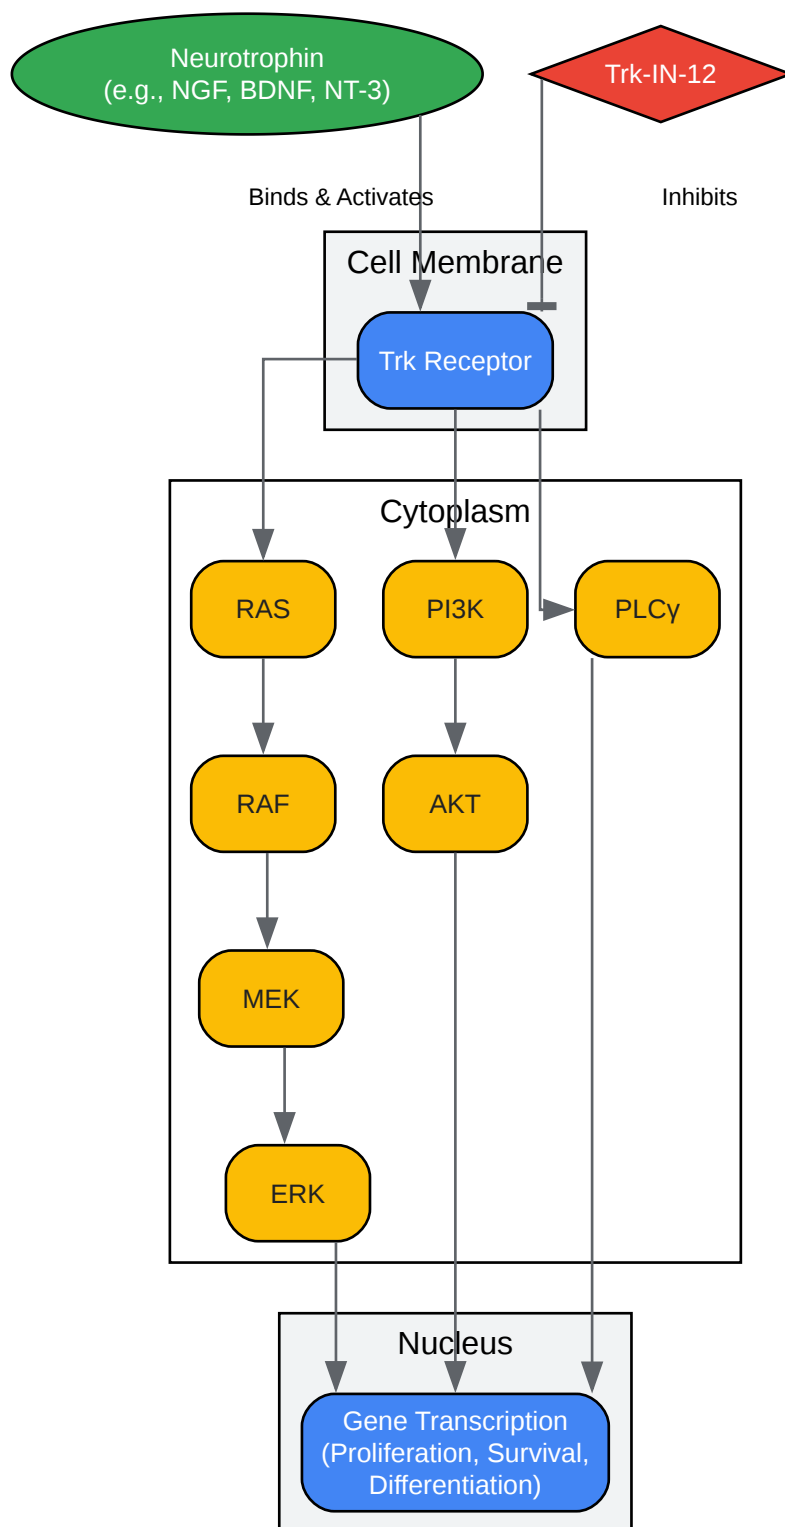 Neurotrophin
(e.g., NGF, BDNF, NT-3)
Trk-IN-12
Binds & Activates
Inhibits
Cell Membrane
Trk Receptor
Cytoplasm
RAS
PI3K
PLCγ
RAF
AKT
MEK
ERK
Nucleus
Gene Transcription
(Proliferation, Survival,
Differentiation)